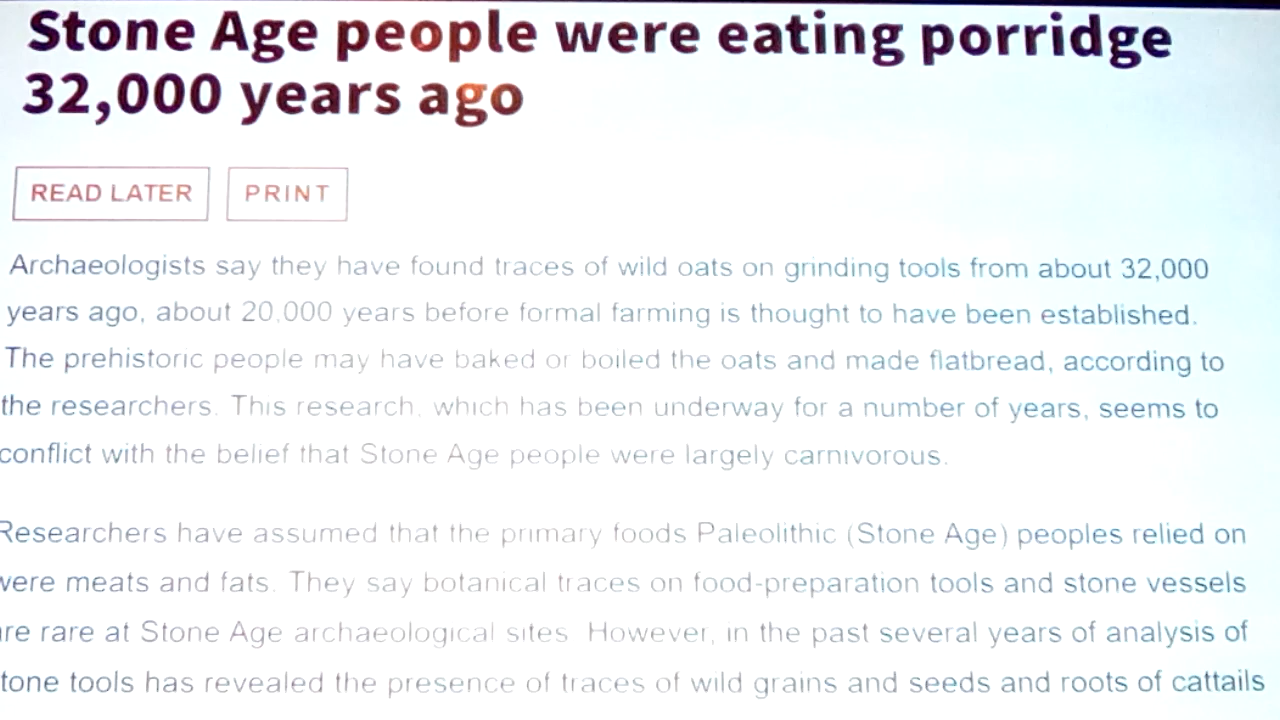 Stone Age people were eating porridge
32,000 years ago
READ LATER PRINT
Archaeologists say they have found traces of wild oats on grinding tools from about 32,000
years ago, about 20,000 years before formal farming is thought to have been established.
The prehistoric people may have baked or boiled the oats and made flatbread, according to
the researchers. This research, which has been underway for a number of years, seems to
conflict with the belief that Stone Age people were largely carnivorous.
Researchers have assumed that the primary foods Paleolithic (Stone Age) peoples relied on
were meats and fats. They say botanical traces on food-preparation tools and stone vessels
are rare at Stone Age archaeological sites. However, in the past several years of analysis of
tone tools has revealed the presence of traces of wild grains and seeds and roots of cattails